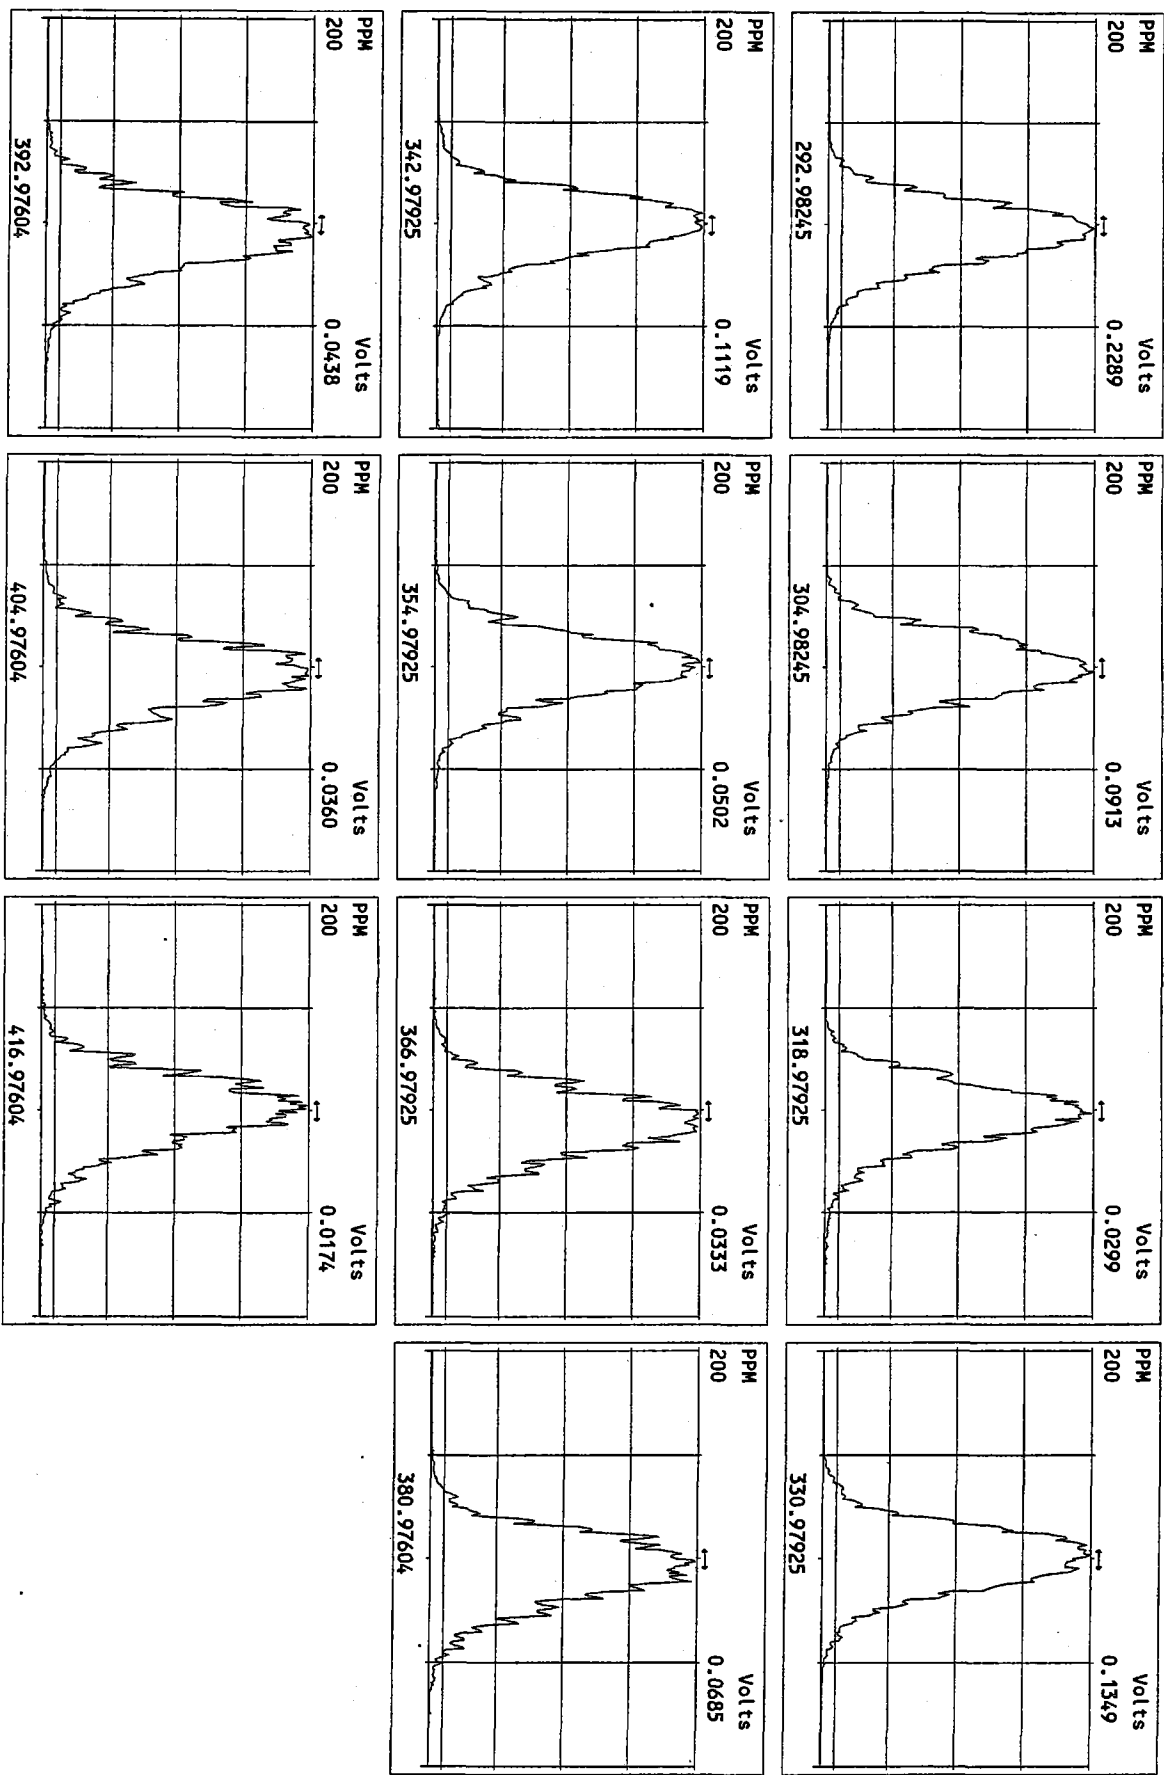 PPM Volts
200 0.2289
292.98245
PPM Volts
200 0.0913
304.98245
PPM Volts
200 0.0299
318.97925
PPM Volts
200 0.1349
330.97925
PPM Volts
200 0.1119
342.97925
PPM Volts
200 0.0502
354.97925
PPM Volts
200 0.0333
366.97925
PPM Volts
200 0.0685
380.97604
PPM Volts
200 0.0438
392.97604
PPM Volts
200 0.0360
404.97604
PPM Volts
200 0.0174
416.97604